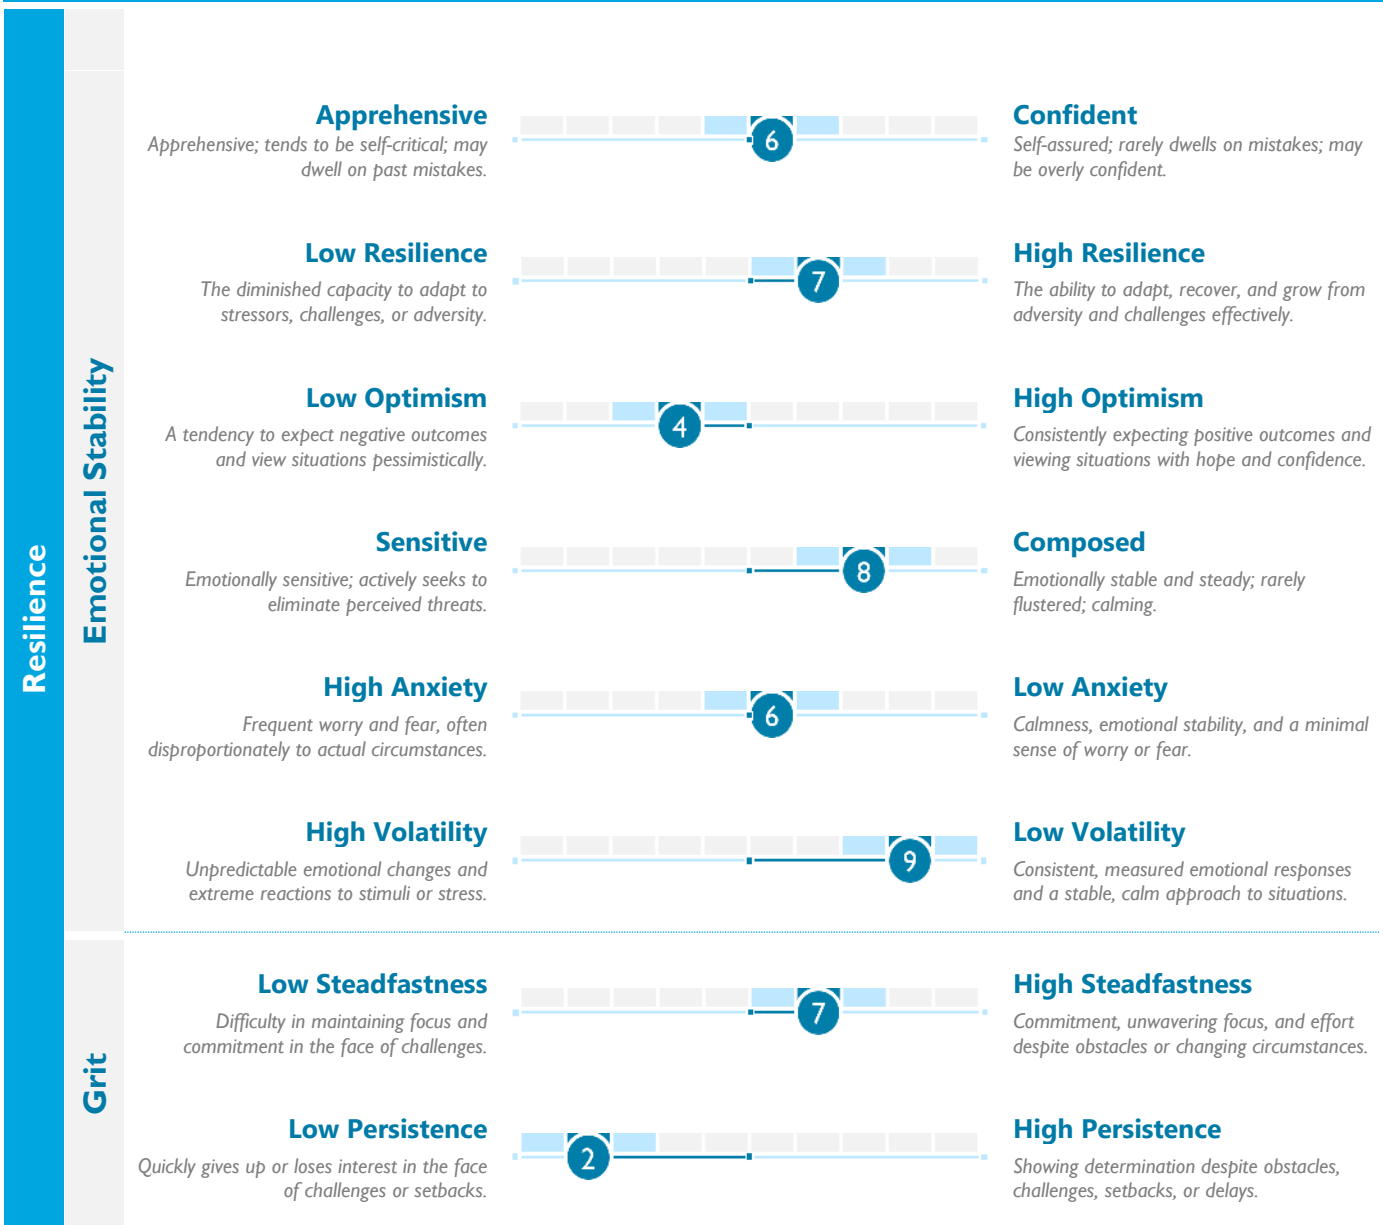 Resilience
Emotional Stability
Apprehensive
Apprehensive; tends to be self-critical; may
dwell on past mistakes.
6
Confident
Self-assured; rarely dwells on mistakes; may
be overly confident.
Low Resilience
The diminished capacity to adapt to
stressors, challenges, or adversity.
7
High Resilience
The ability to adapt, recover, and grow from
adversity and challenges effectively.
Low Optimism
A tendency to expect negative outcomes
and view situations pessimistically.
4
High Optimism
Consistently expecting positive outcomes and
viewing situations with hope and confidence.
Sensitive
Emotionally sensitive; actively seeks to
eliminate perceived threats.
8
Composed
Emotionally stable and steady; rarely
flustered; calming.
High Anxiety
Frequent worry and fear, often
disproportionately to actual circumstances.
6
Low Anxiety
Calmness, emotional stability, and a minimal
sense of worry or fear.
High Volatility
Unpredictable emotional changes and
extreme reactions to stimuli or stress.
9
Low Volatility
Consistent, measured emotional responses
and a stable, calm approach to situations.
Grit
Low Steadfastness
Difficulty in maintaining focus and
commitment in the face of challenges.
7
High Steadfastness
Commitment, unwavering focus, and effort
despite obstacles or changing circumstances.
Low Persistence
Quickly gives up or loses interest in the face
of challenges or setbacks.
2
High Persistence
Showing determination despite obstacles,
challenges, setbacks, or delays.